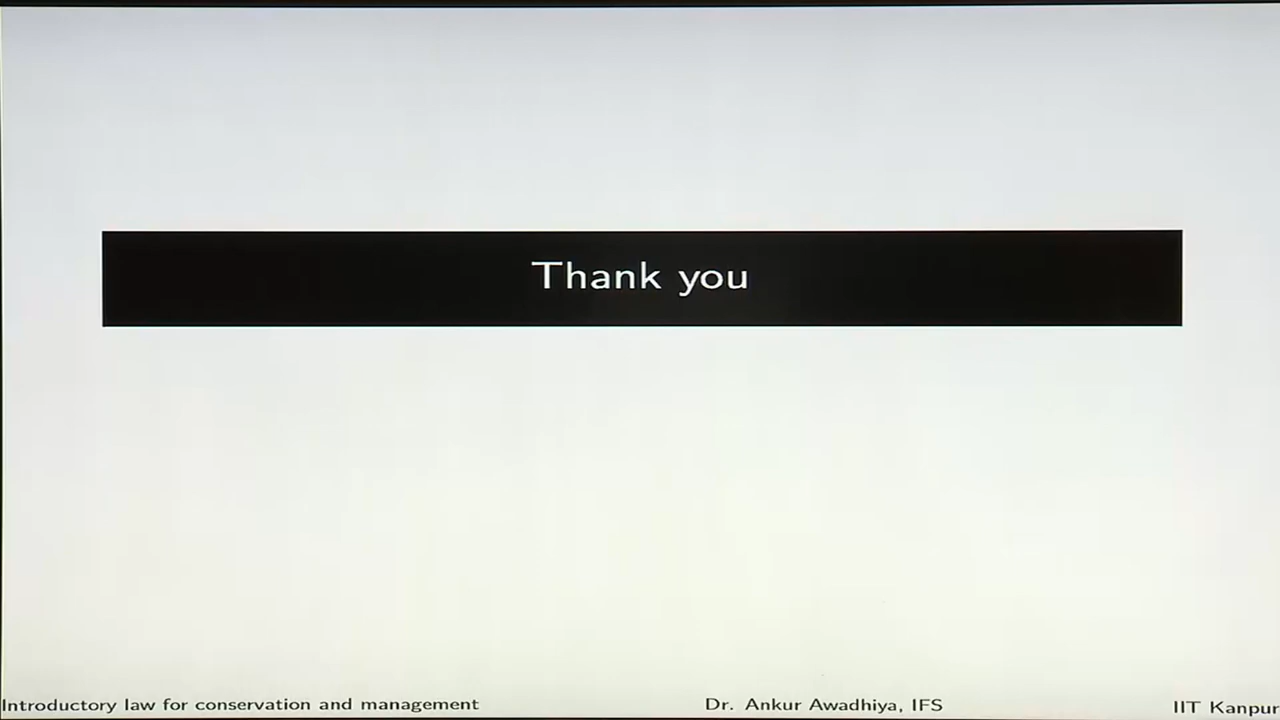 Thank you
Introductory law for conservation and management Dr. Ankur Awadhiya, IFS IIT Kanpur